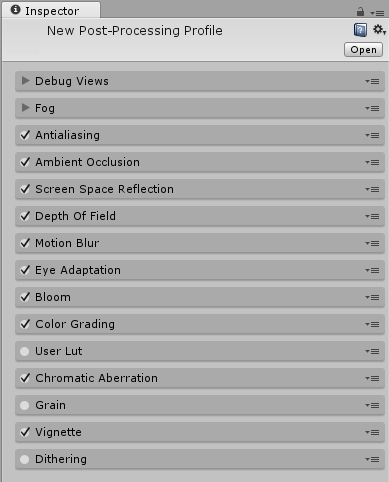 Inspector
New Post-Processing Profile
Open
Debug Views
Fog
Antialiasing
Ambient Occlusion
Screen Space Reflection
Depth Of Field
Motion Blur
Eye Adaptation
Bloom
Color Grading
User Lut
Chromatic Aberration
Grain
Vignette
Dithering